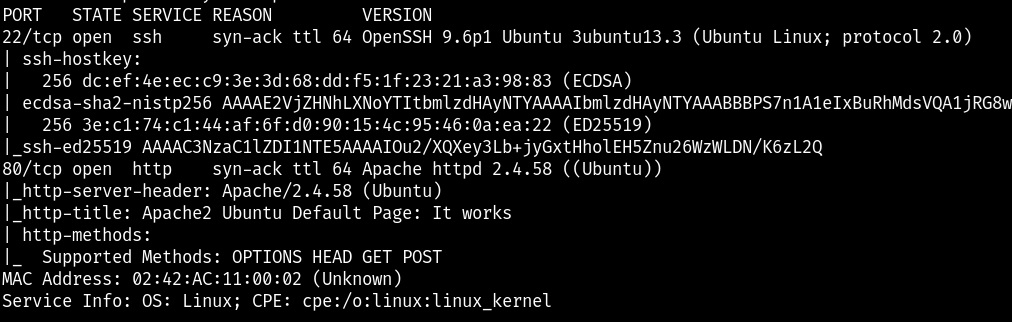 PORT   STATE SERVICE REASON         VERSION
22/tcp open  ssh     syn-ack ttl 64 OpenSSH 9.6p1 Ubuntu 3ubuntu13.3 (Ubuntu Linux; protocol 2.0)
| ssh-hostkey:
|   256 dc:ef:4e:ec:c9:3e:3d:68:dd:f5:1f:23:21:a3:98:83 (ECDSA)
| ecdsa-sha2-nistp256 AAAAE2VjZHNhLXNoYTItbmlzdHAyNTYAAAAIbmlzdHAyNTYAAABBBPS7n1A1eIxBuRhMdsVQA1jRG8w
|   256 3e:c1:74:c1:44:af:6f:d0:90:15:4c:95:46:0a:ea:22 (ED25519)
|_ssh-ed25519 AAAAC3NzaC1lZDI1NTE5AAAAIOu2/XQXey3Lb+jyGxtHholEH5Znu26WzWLDN/K6zL2Q
80/tcp open  http    syn-ack ttl 64 Apache httpd 2.4.58 ((Ubuntu))
|_http-server-header: Apache/2.4.58 (Ubuntu)
|_http-title: Apache2 Ubuntu Default Page: It works
| http-methods:
|_  Supported Methods: OPTIONS HEAD GET POST
MAC Address: 02:42:AC:11:00:02 (Unknown)
Service Info: OS: Linux; CPE: cpe:/o:linux:linux_kernel